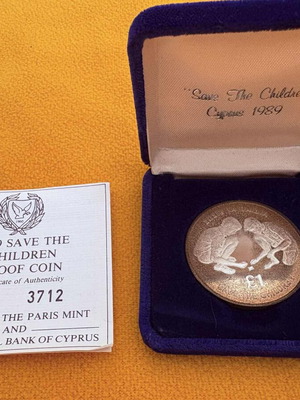 "Save The Children
Cyprus 1989
SAVE THE
CHILDREN
PROOF COIN
Certificate of Authenticity
3712
THE PARIS MINT
AND
BANK OF CYPRUS
£1